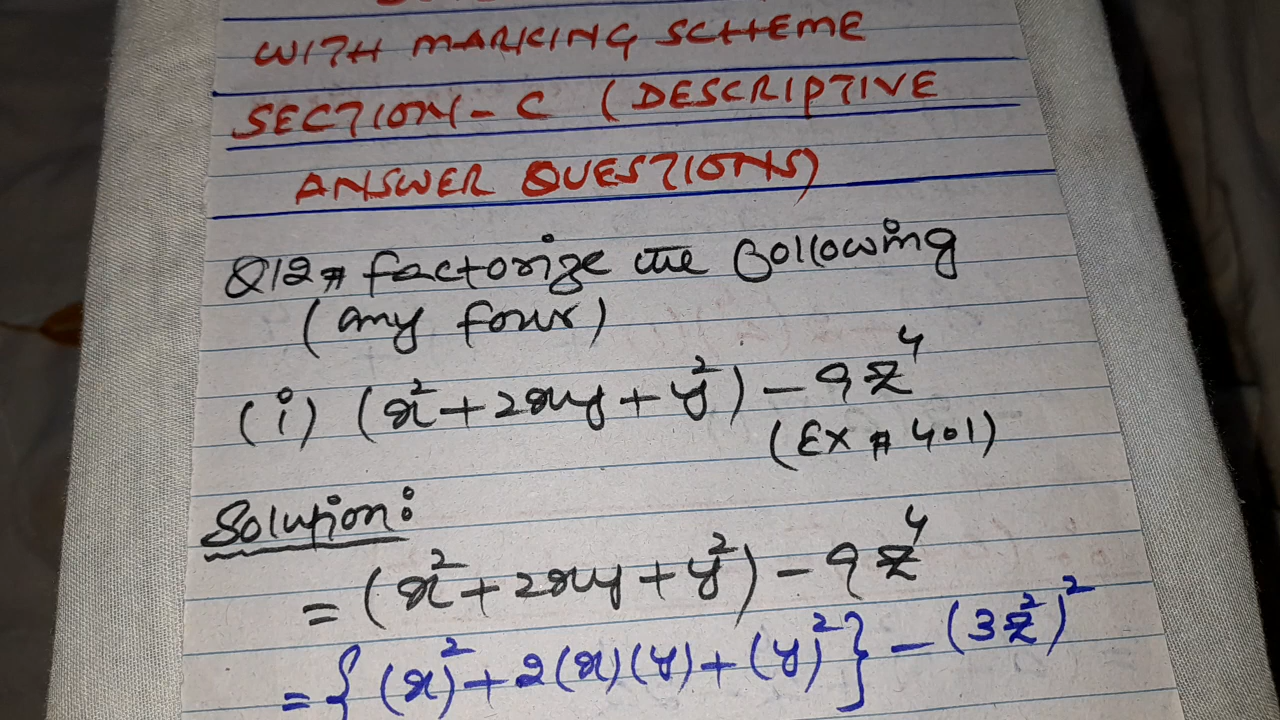 WITH MARKING SCHEME
SECTION - C (DESCRIPTIVE
ANSWER QUESTIONS)
Q12# factorize the following
(any four)
(i) (x²+2xy+y²)-9z⁴
(EX # 4.1)
Solution:
=(x²+2xy+y²)-9z⁴
={(x)²+2(x)(y)+(y)²}-(3z²)²